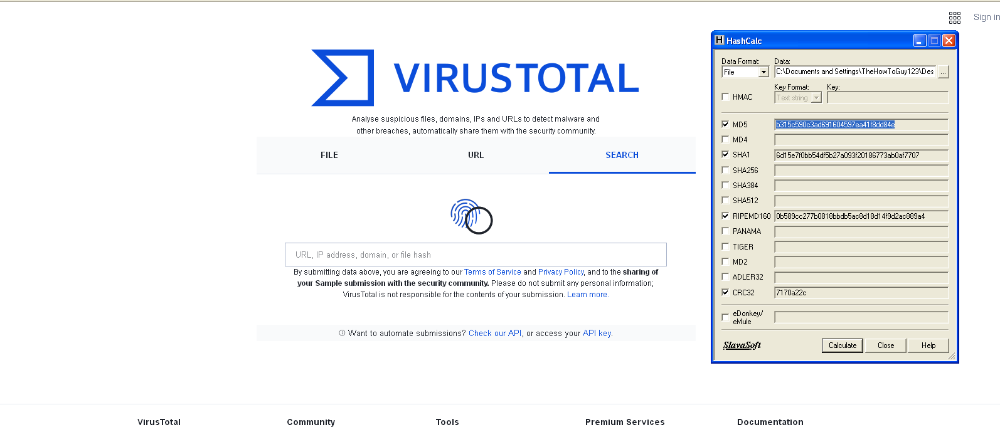 Sign in
VIRUSTOTAL
Analyse suspicious files, domains, IPs and URLs to detect malware and
other breaches, automatically share them with the security community.
FILE URL SEARCH
URL, IP address, domain, or file hash
By submitting data above, you are agreeing to our Terms of Service and Privacy Policy, and to the sharing of
your Sample submission with the security community. Please do not submit any personal information;
VirusTotal is not responsible for the contents of your submission. Learn more.
Want to automate submissions? Check our API, or access your API key.
H HashCalc
Data Format: Data:
File C:\Documents and Settings\TheHowToGuy123\Des ...
Key Format: Key:
HMAC Text string
MD5 b315c590c3ad691604597ea41f8dd84e
MD4
SHA1 6d15e7f0bb54df5b27a093f20186773ab0af7707
SHA256
SHA384
SHA512
RIPEMD160 0b589cc277b0818bbdb5ac8d18d14f9d2ac889a4
PANAMA
TIGER
MD2
ADLER32
CRC32 7170a22c
eDonkey/
eMule
SlavaSoft Calculate Close Help
VirusTotal Community Tools Premium Services Documentation